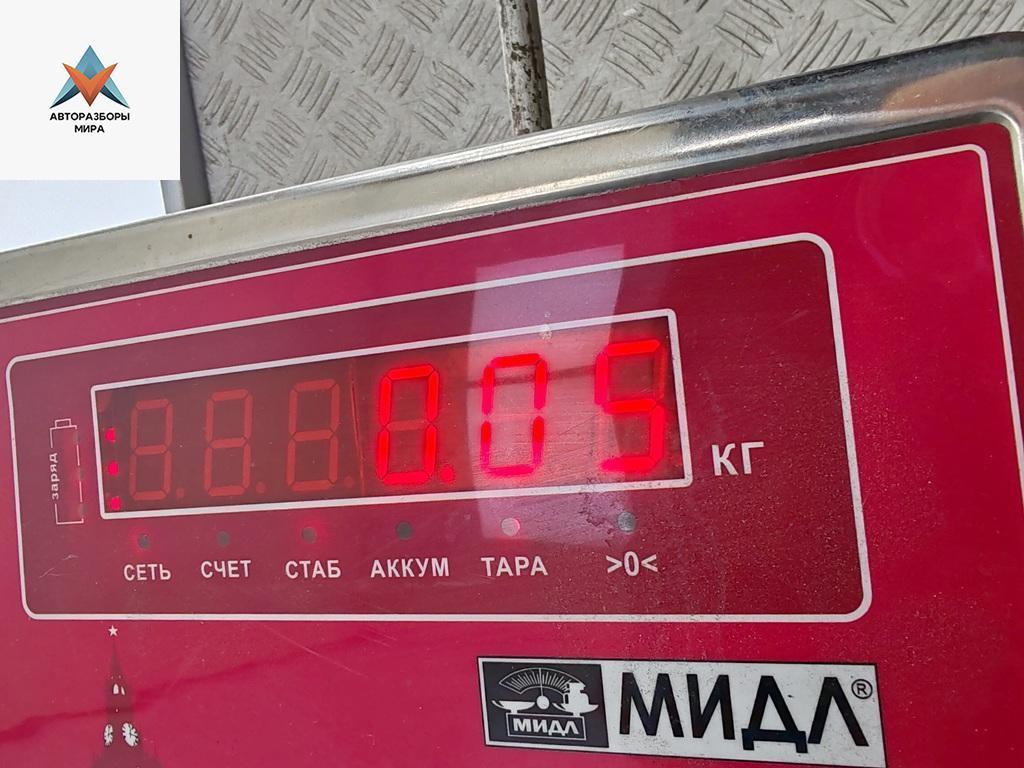 АВТОРАЗБОРЫ
МИРА
заряд
0.05
КГ
СЕТЬ СЧЕТ СТАБ АККУМ ТАРА >0<
МИДЛ
МИДЛ®